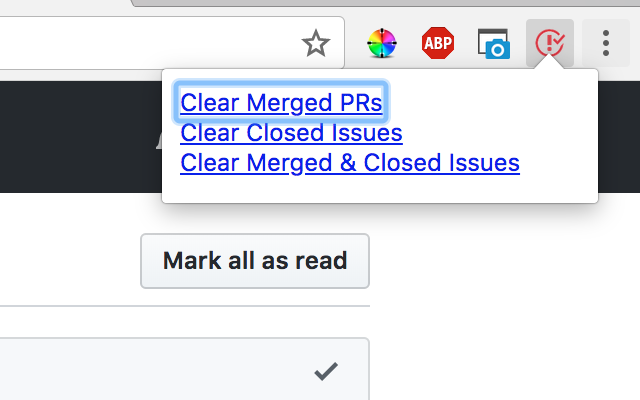 ABP
Clear Merged PRs
Clear Closed Issues
Clear Merged & Closed Issues
Mark all as read